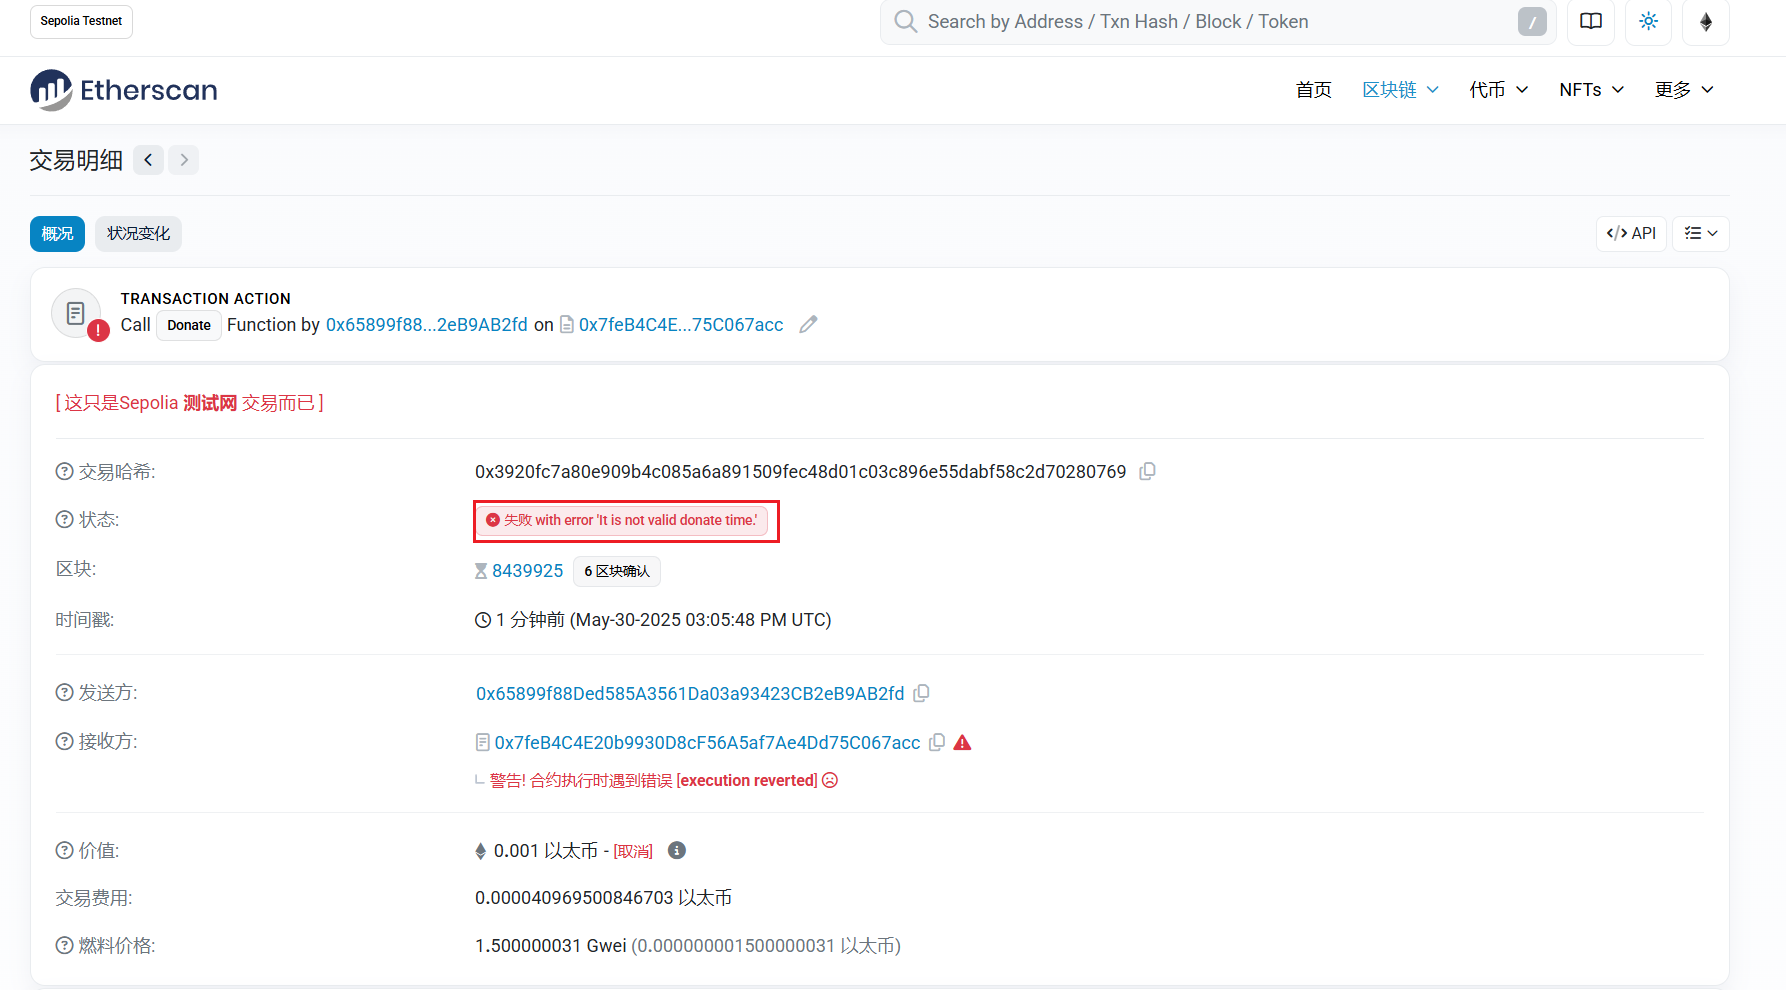 Sepolia Testnet
Search by Address / Txn Hash / Block / Token
/
Etherscan
首页
区块链
代币
NFTs
更多
交易明细
概况
状况变化
</> API
TRANSACTION ACTION
Call Donate Function by 0x65899f88...2eB9AB2fd on 0x7feB4C4E...75C067acc
[ 这只是Sepolia 测试网 交易而已 ]
交易哈希: 0x3920fc7a80e909b4c085a6a891509fec48d01c03c896e55dabf58c2d70280769
状态: 失败 with error 'It is not valid donate time.'
区块: 8439925 6 区块确认
时间戳: 1 分钟前 (May-30-2025 03:05:48 PM UTC)
发送方: 0x65899f88Ded585A3561Da03a93423CB2eB9AB2fd
接收方: 0x7feB4C4E20b9930D8cF56A5af7Ae4Dd75C067acc
警告! 合约执行时遇到错误 [execution reverted]
价值: 0.001 以太币 - [取消]
交易费用: 0.000040969500846703 以太币
燃料价格: 1.500000031 Gwei (0.000000001500000031 以太币)